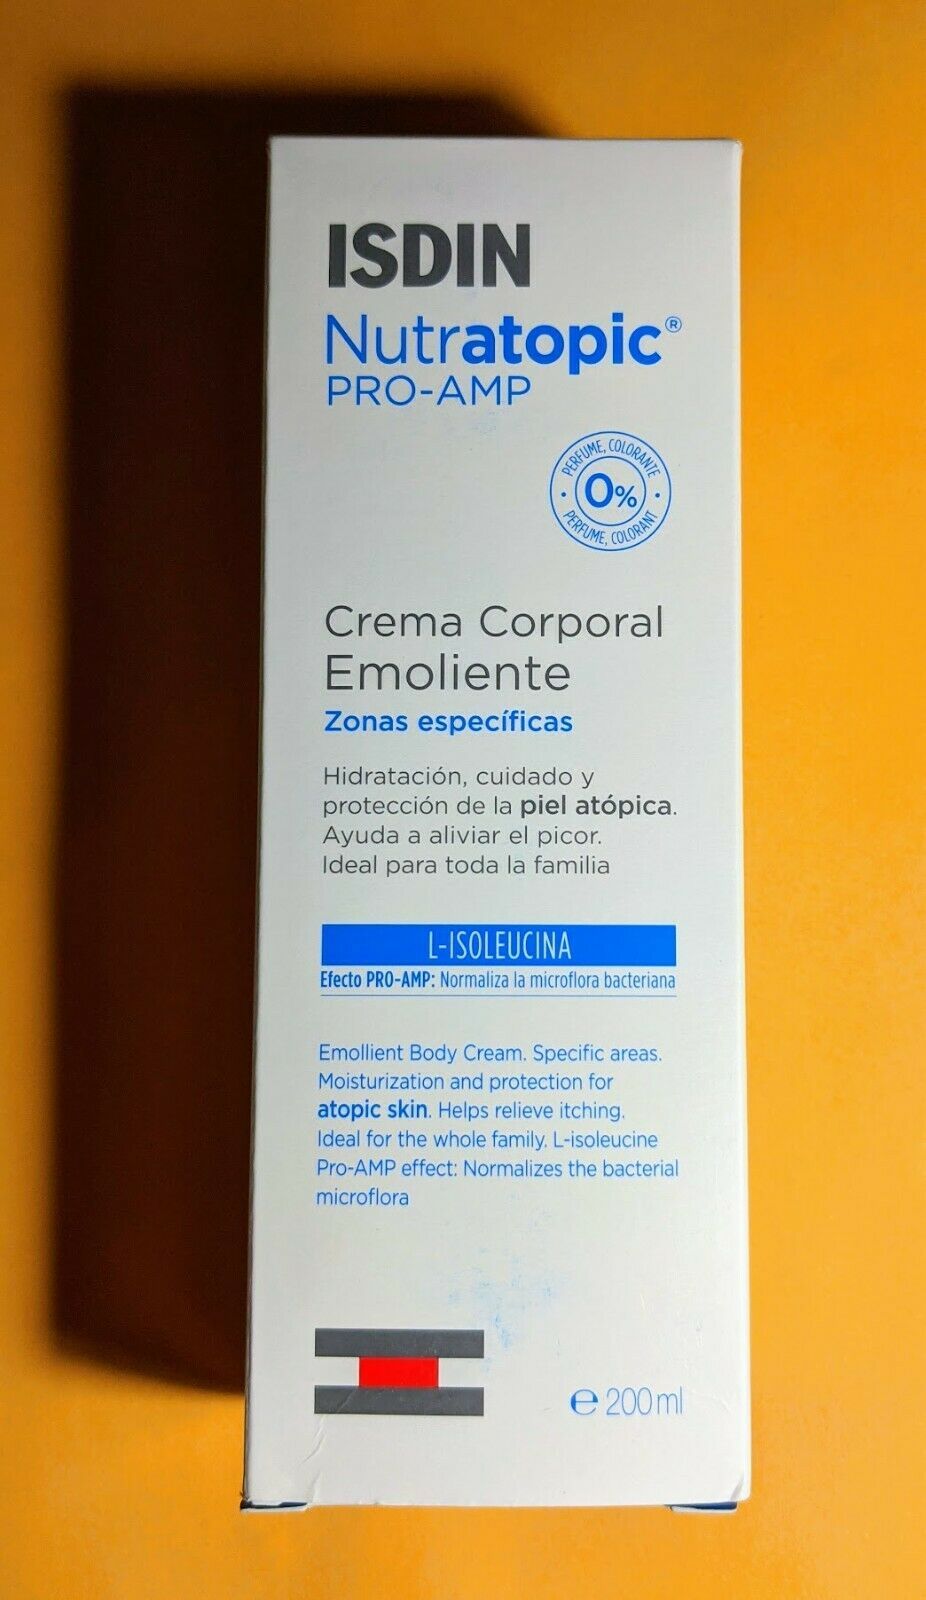 ISDIN
Nutratopic®
PRO-AMP
PERFUME, COLORANTE
0%
PERFUME, COLORANT
Crema Corporal
Emoliente
Zonas específicas
Hidratación, cuidado y
protección de la piel atópica.
Ayuda a aliviar el picor.
Ideal para toda la familia
L-ISOLEUCINA
Efecto PRO-AMP: Normaliza la microflora bacteriana
Emollient Body Cream. Specific areas.
Moisturization and protection for
atopic skin. Helps relieve itching.
Ideal for the whole family. L-isoleucine
Pro-AMP effect: Normalizes the bacterial
microflora
℮ 200 ml